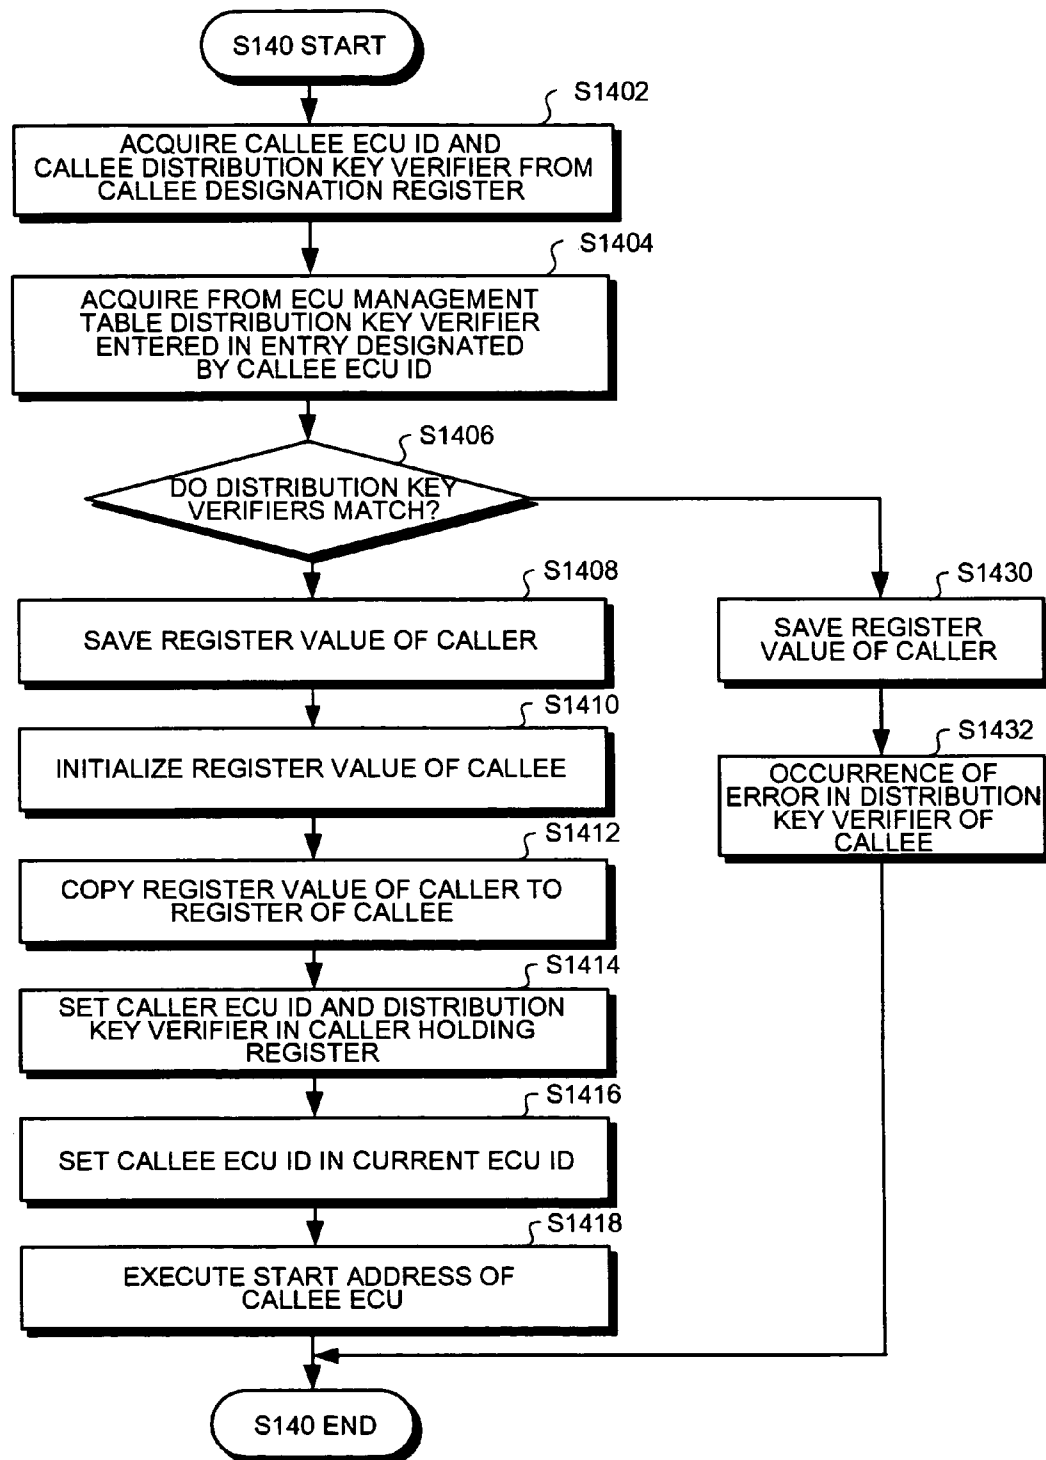 S140 START
S1402
ACQUIRE CALLEE ECU ID AND
CALLEE DISTRIBUTION KEY VERIFIER FROM
CALLEE DESIGNATION REGISTER
S1404
ACQUIRE FROM ECU MANAGEMENT
TABLE DISTRIBUTION KEY VERIFIER
ENTERED IN ENTRY DESIGNATED
BY CALLEE ECU ID
S1406
DO DISTRIBUTION KEY
VERIFIERS MATCH?
S1408
SAVE REGISTER VALUE OF CALLER
S1410
INITIALIZE REGISTER VALUE OF CALLEE
S1412
COPY REGISTER VALUE OF CALLER TO
REGISTER OF CALLEE
S1414
SET CALLER ECU ID AND DISTRIBUTION
KEY VERIFIER IN CALLER HOLDING
REGISTER
S1416
SET CALLEE ECU ID IN CURRENT ECU ID
S1418
EXECUTE START ADDRESS OF
CALLEE ECU
S1430
SAVE REGISTER
VALUE OF CALLER
S1432
OCCURRENCE OF
ERROR IN DISTRIBUTION
KEY VERIFIER OF
CALLEE
S140 END